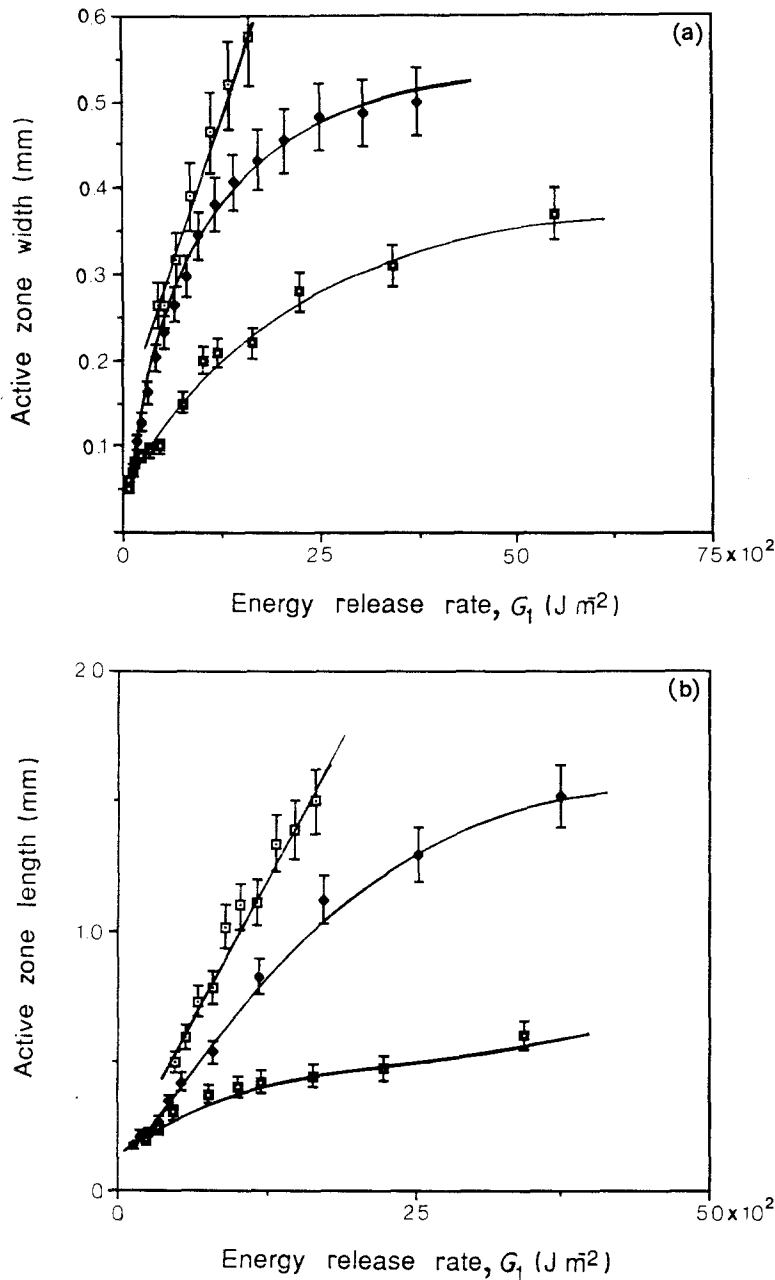 (a)
0.6
0.5
0.4
0.3
0.2
0.1
Active zone width (mm)
0 25 50 75×10²
Energy release rate, G₁ (J m̄²)
(b)
2.0
1.0
0
Active zone length (mm)
0 25 50×10²
Energy release rate, G₁ (J m̄²)